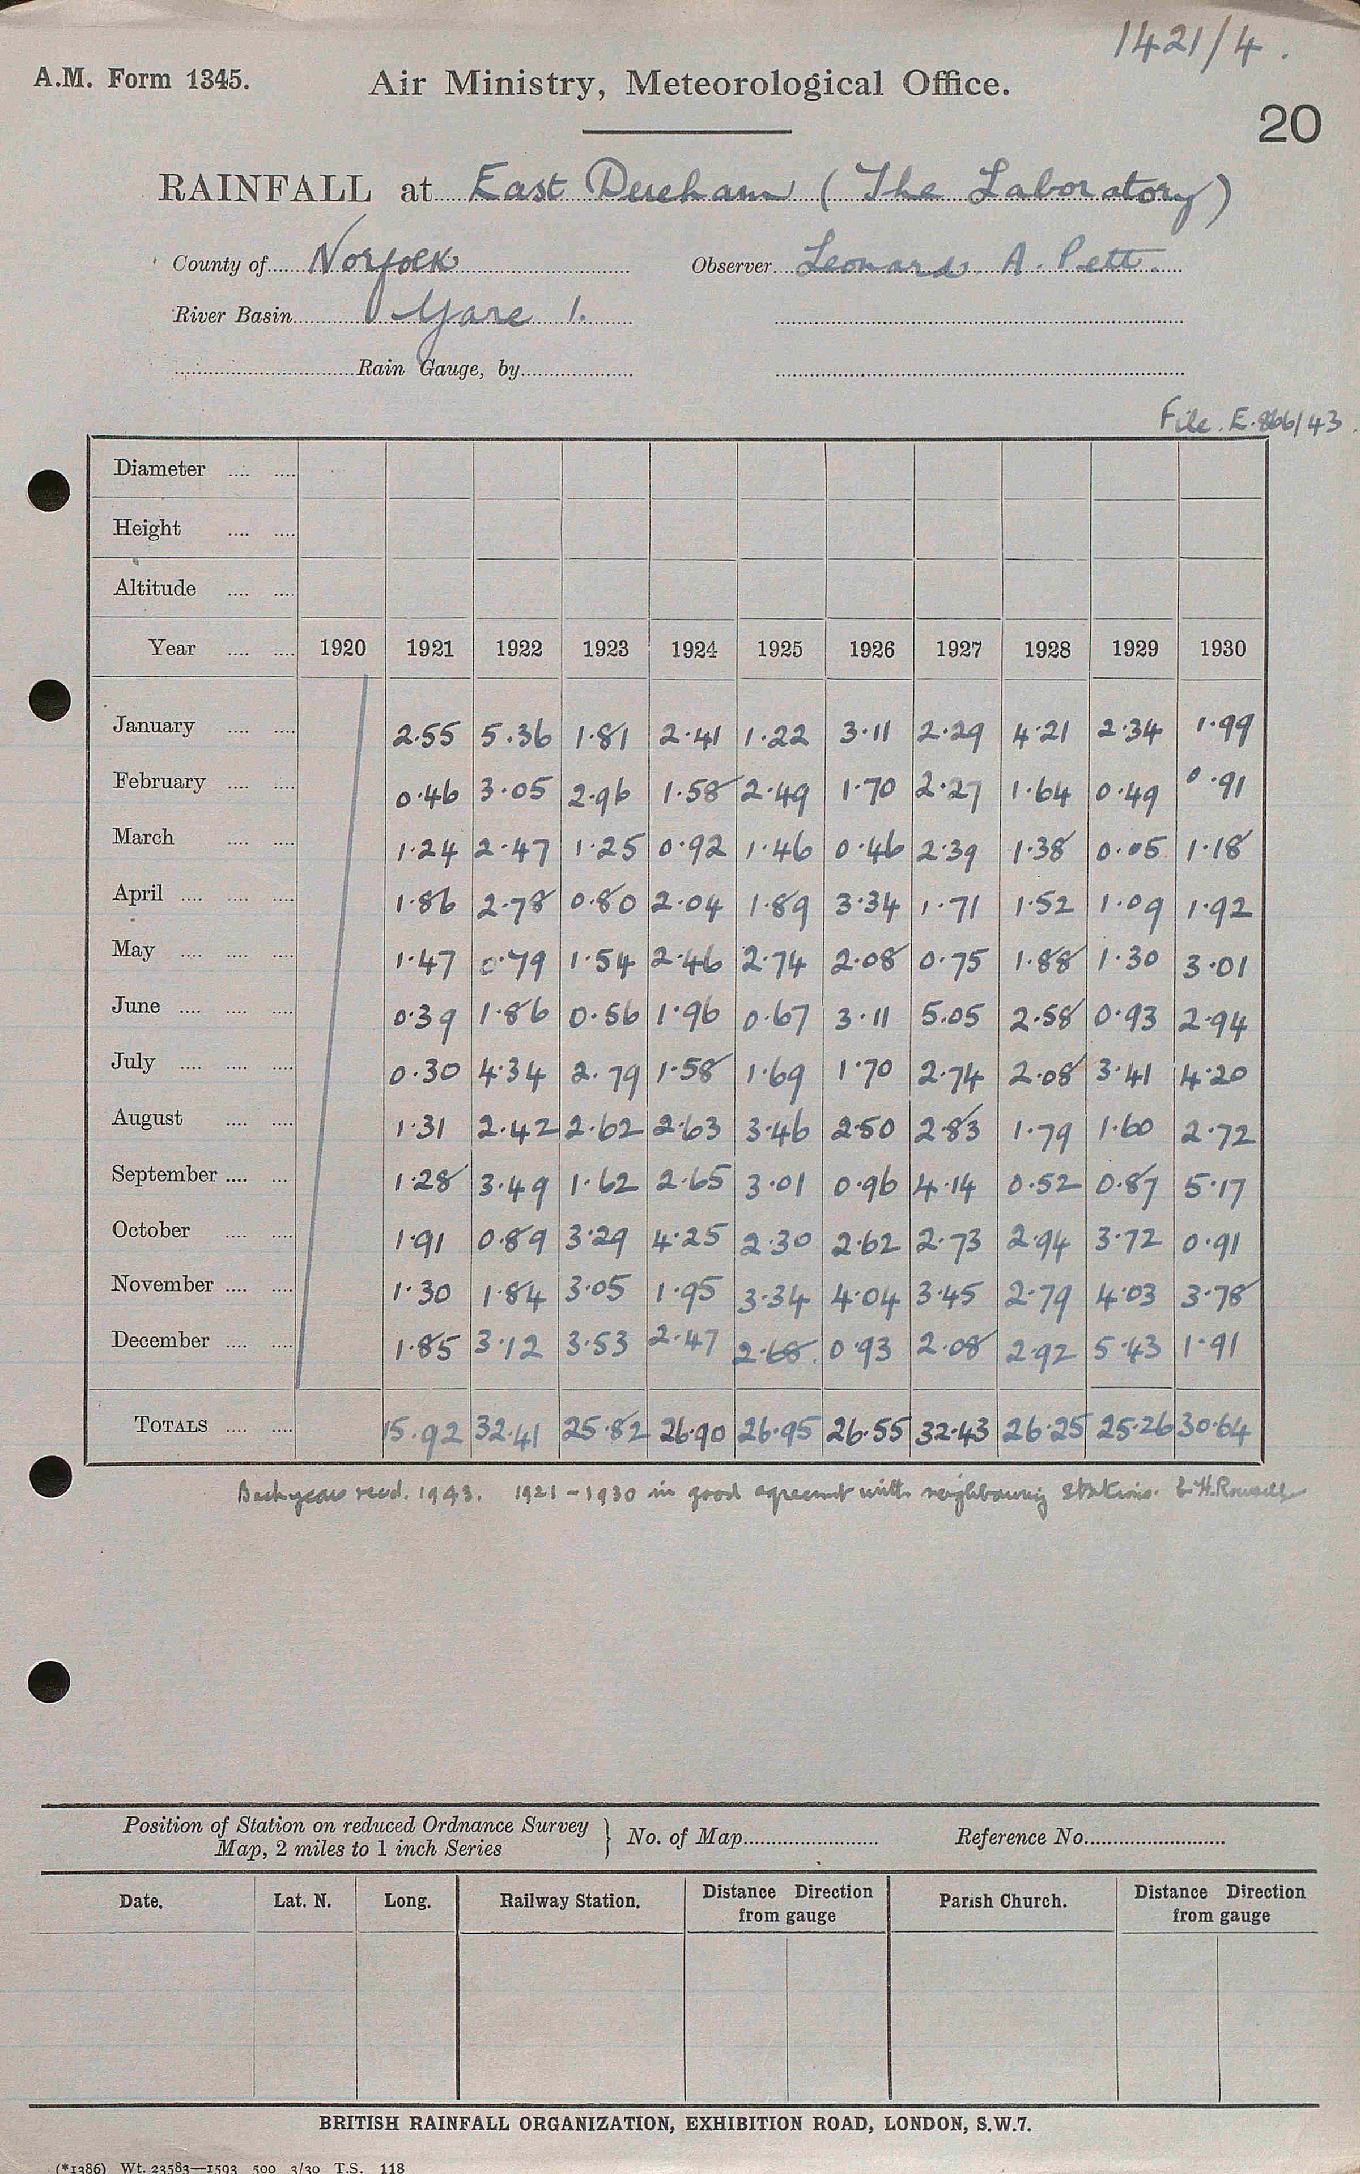 1421/4.
A.M. Form 1345. Air Ministry, Meteorological Office.
20
RAINFALL at East Dereham (The Laboratory)
County of Norfolk Observer Leonard A. Pett.
River Basin Yare 1.
Rain Gauge, by
File. E.866/43.
Diameter
Height
Altitude
Year 1920 1921 1922 1923 1924 1925 1926 1927 1928 1929 1930
January 2.55 5.36 1.81 2.41 1.22 3.11 2.29 4.21 2.34 1.99
February 0.46 3.05 2.96 1.58 2.49 1.70 2.27 1.64 0.49 0.91
March 1.24 2.47 1.25 0.92 1.46 0.46 2.39 1.38 0.05 1.18
April 1.86 2.78 0.80 2.04 1.89 3.34 1.71 1.52 1.09 1.92
May 1.47 0.79 1.54 2.46 2.74 2.08 0.75 1.88 1.30 3.01
June 0.39 1.86 0.56 1.96 0.67 3.11 5.05 2.58 0.93 2.94
July 0.30 4.34 2.79 1.58 1.69 1.70 2.74 2.08 3.41 4.20
August 1.31 2.42 2.62 2.63 3.46 2.50 2.83 1.79 1.60 2.72
September 1.28 3.49 1.62 2.65 3.01 0.96 4.14 0.52 0.87 5.17
October 1.91 0.89 3.29 4.25 2.30 2.62 2.73 2.94 3.72 0.91
November 1.30 1.84 3.05 1.95 3.34 4.04 3.45 2.79 4.03 3.78
December 1.85 3.12 3.53 2.47 2.68 0.93 2.08 2.92 5.43 1.91
TOTALS 15.92 32.41 25.82 26.90 26.95 26.55 32.43 26.25 25.26 30.64
Back years recd. 1943. 1921-1930 in good agreement with neighbouring stations.
Position of Station on reduced Ordnance Survey
Map, 2 miles to 1 inch Series } No. of Map Reference No.
Date. Lat. N. Long. Railway Station. Distance Direction from gauge Parish Church. Distance Direction from gauge
BRITISH RAINFALL ORGANIZATION, EXHIBITION ROAD, LONDON, S.W.7.
(*1386) Wt. 23583—1593 500 3/30 T.S. 118